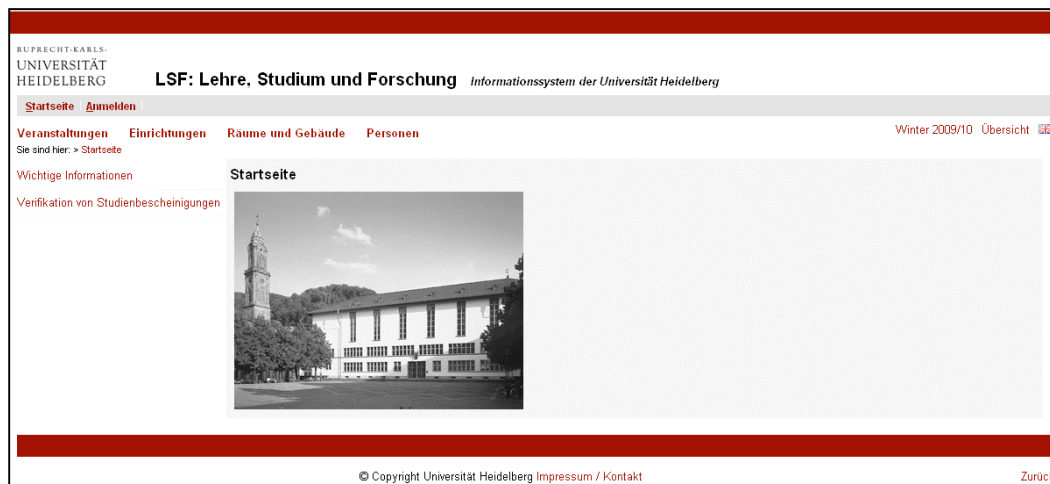 RUPRECHT-KARLS-
UNIVERSITÄT
HEIDELBERG
LSF: Lehre, Studium und Forschung Informationssystem der Universität Heidelberg
Startseite Anmelden
Veranstaltungen Einrichtungen Räume und Gebäude Personen Winter 2009/10 Übersicht
Sie sind hier: > Startseite
Wichtige Informationen
Startseite
Verifikation von Studienbescheinigungen
© Copyright Universität Heidelberg Impressum / Kontakt
Zurüc